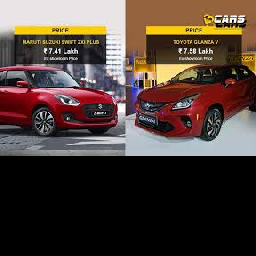 CARS
PRICE
MARUTI SUZUKI SWIFT ZXI PLUS
₹ 7.41 Lakh
Ex-showroom Price
PRICE
TOYOTA GLANZA V
₹ 7.58 Lakh
Ex-showroom Price